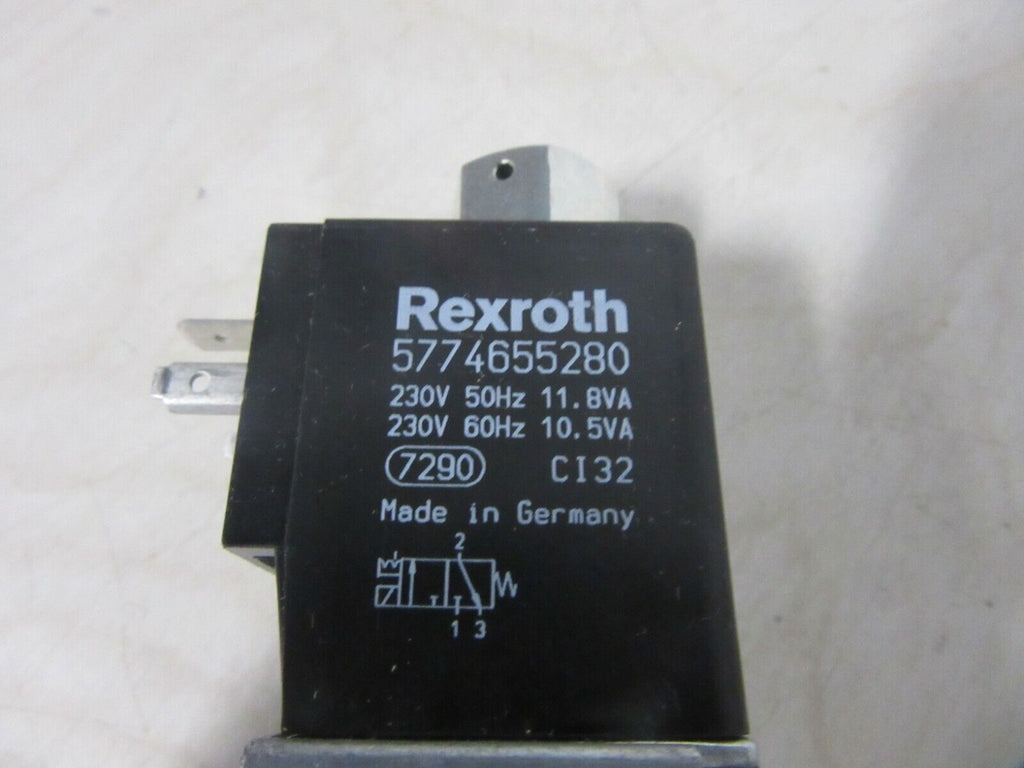 Rexroth
5774655280
230V 50Hz 11.8VA
230V 60Hz 10.5VA
7290 CI32
Made in Germany
2
1 3